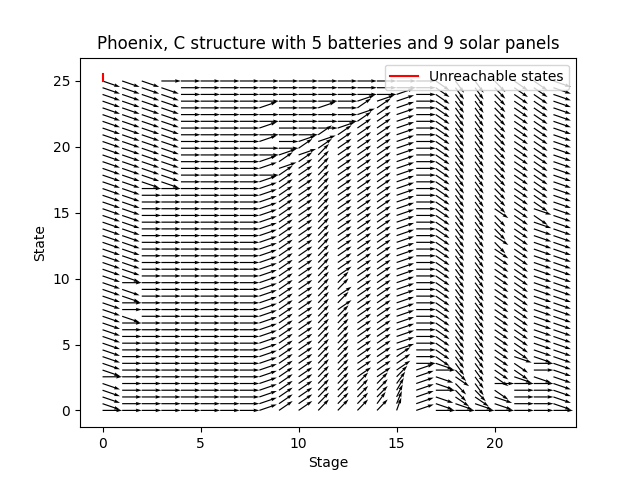 Phoenix, C structure with 5 batteries and 9 solar panels
Unreachable states
25
20
15
10
5
0
State
0 5 10 15 20
Stage